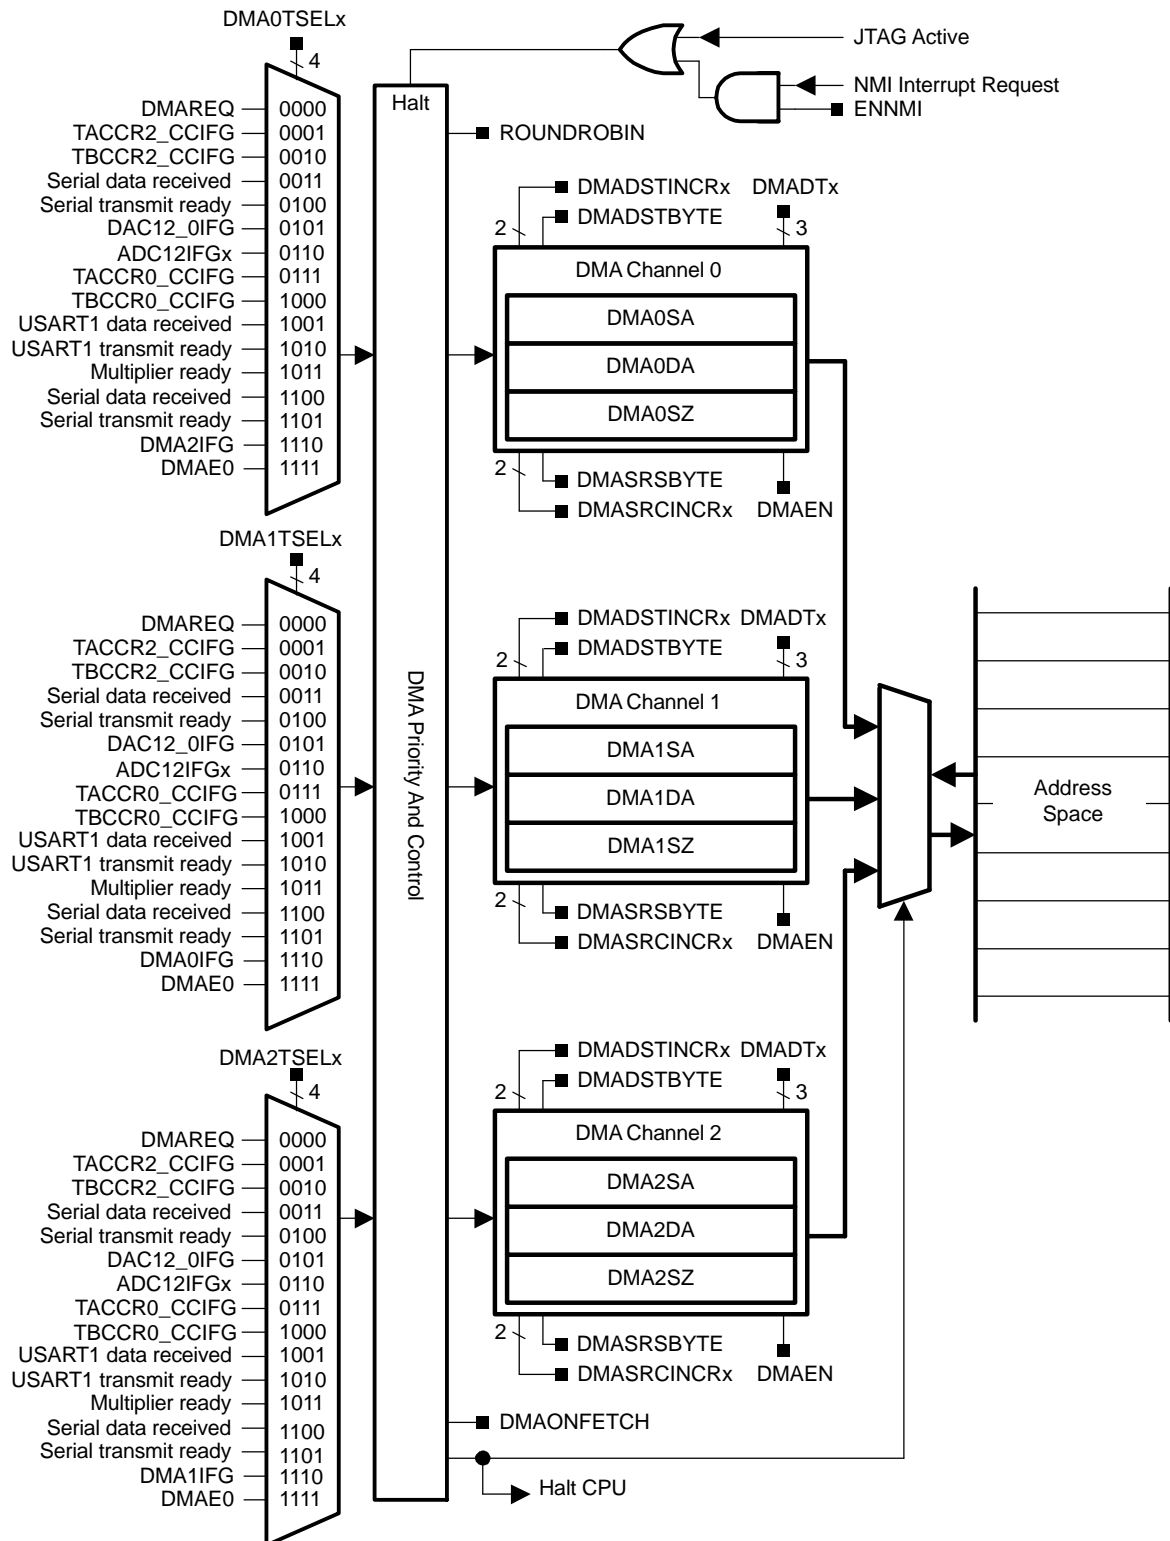 DMA0TSELx
4
JTAG Active
NMI Interrupt Request
ENNMI
Halt
ROUNDROBIN
DMAREQ 0000
TACCR2_CCIFG 0001
TBCCR2_CCIFG 0010
Serial data received 0011
Serial transmit ready 0100
DAC12_0IFG 0101
ADC12IFGx 0110
TACCR0_CCIFG 0111
TBCCR0_CCIFG 1000
USART1 data received 1001
USART1 transmit ready 1010
Multiplier ready 1011
Serial data received 1100
Serial transmit ready 1101
DMA2IFG 1110
DMAE0 1111
DMADSTINCRx DMADTx
2 DMADSTBYTE 3
DMA Channel 0
DMA0SA
DMA0DA
DMA0SZ
2 DMASRSBYTE
DMASRCINCRx DMAEN
DMA1TSELx
4
DMAREQ 0000
TACCR2_CCIFG 0001
TBCCR2_CCIFG 0010
Serial data received 0011
Serial transmit ready 0100
DAC12_0IFG 0101
ADC12IFGx 0110
TACCR0_CCIFG 0111
TBCCR0_CCIFG 1000
USART1 data received 1001
USART1 transmit ready 1010
Multiplier ready 1011
Serial data received 1100
Serial transmit ready 1101
DMA0IFG 1110
DMAE0 1111
DMA Priority And Control
DMADSTINCRx DMADTx
2 DMADSTBYTE 3
DMA Channel 1
DMA1SA
DMA1DA
DMA1SZ
2 DMASRSBYTE
DMASRCINCRx DMAEN
Address
Space
DMA2TSELx
4
DMAREQ 0000
TACCR2_CCIFG 0001
TBCCR2_CCIFG 0010
Serial data received 0011
Serial transmit ready 0100
DAC12_0IFG 0101
ADC12IFGx 0110
TACCR0_CCIFG 0111
TBCCR0_CCIFG 1000
USART1 data received 1001
USART1 transmit ready 1010
Multiplier ready 1011
Serial data received 1100
Serial transmit ready 1101
DMA1IFG 1110
DMAE0 1111
DMADSTINCRx DMADTx
2 DMADSTBYTE 3
DMA Channel 2
DMA2SA
DMA2DA
DMA2SZ
2 DMASRSBYTE
DMASRCINCRx DMAEN
DMAONFETCH
Halt CPU